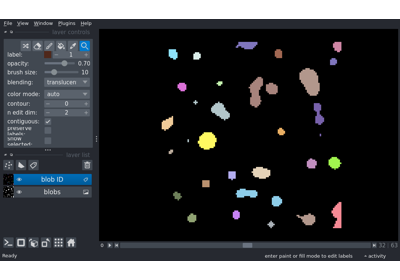 File View Plugins Window Help
layer controls
label: 1
opacity: 0.70
brush size: 10
blending: translucen
color mode: auto
contour: 0
n edit dim: 2
contiguous:
preserve labels:
show selected:
layer list
blob ID
blobs
32 63
Ready
enter paint or fill mode to edit labels
activity